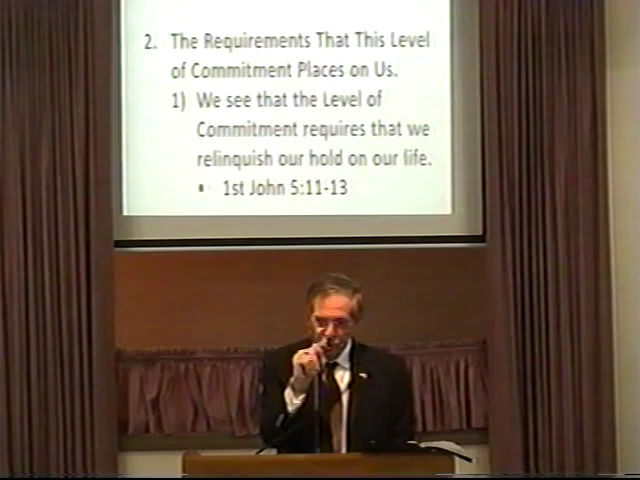 2. The Requirements That This Level
of Commitment Places on Us.
1) We see that the Level of
Commitment requires that we
relinquish our hold on our life.
• 1st John 5:11-13